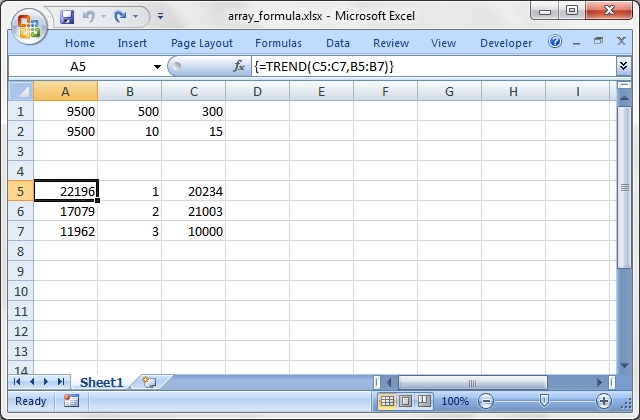 array_formula.xlsx - Microsoft Excel
Home Insert Page Layout Formulas Data Review View Developer
A5 fx {=TREND(C5:C7,B5:B7)}
A B C D E F G H I
1 9500 500 300
2 9500 10 15
3
4
5 22196 1 20234
6 17079 2 21003
7 11962 3 10000
8
9
10
11
12
13
14
Sheet1
Ready 100%